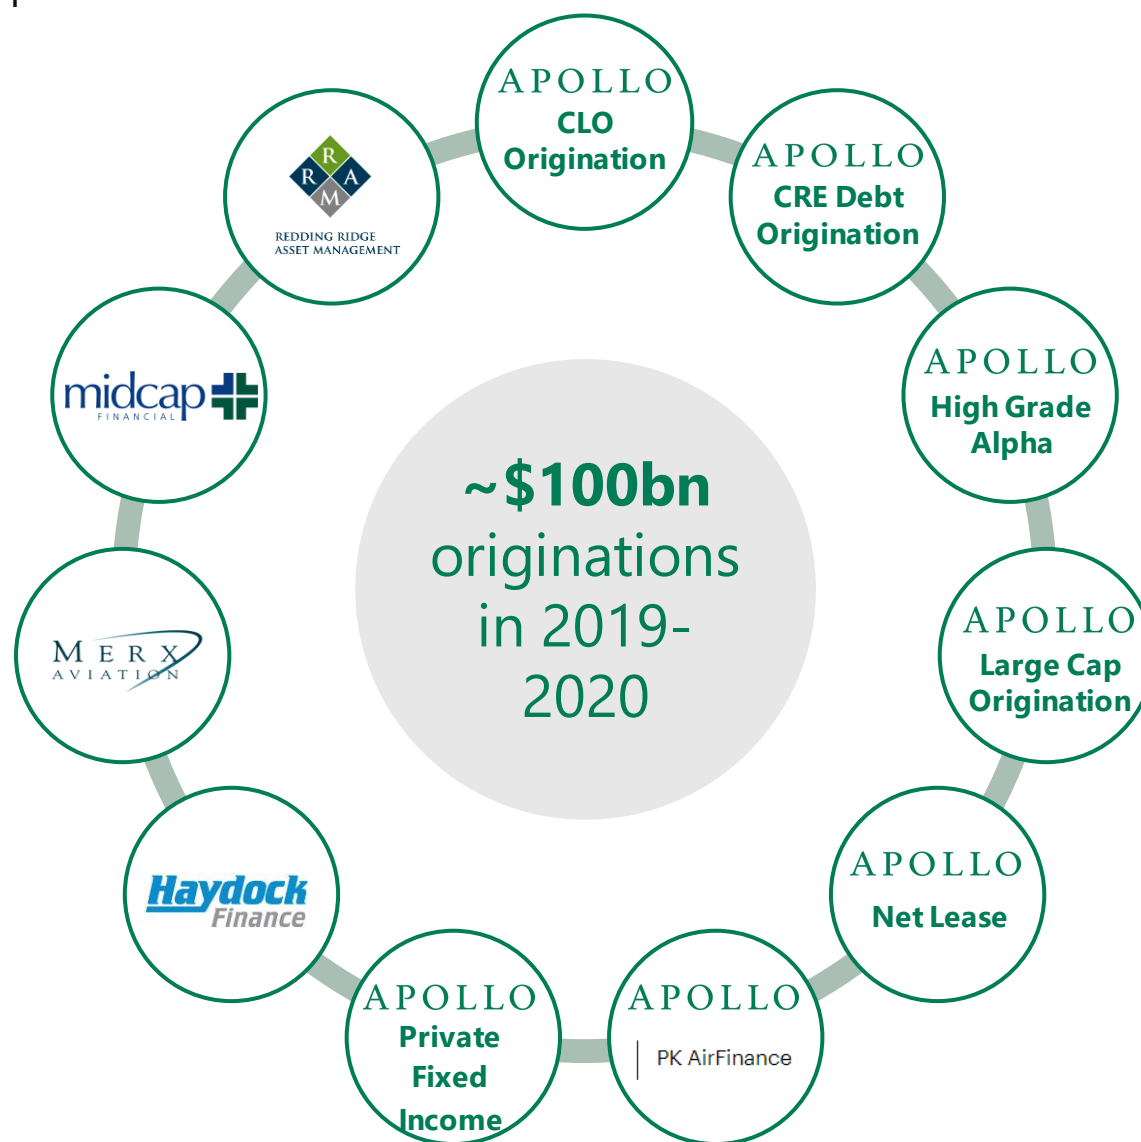 APOLLO
CLO
Origination
APOLLO
CRE Debt
Origination
APOLLO
High Grade
Alpha
APOLLO
Large Cap
Origination
APOLLO
Net Lease
APOLLO
PK AirFinance
APOLLO
Private
Fixed
Income
Haydock
Finance
MERX
AVIATION
midcap
FINANCIAL
R
R A
M
REDDING RIDGE
ASSET MANAGEMENT
~$100bn
originations
in 2019-
2020